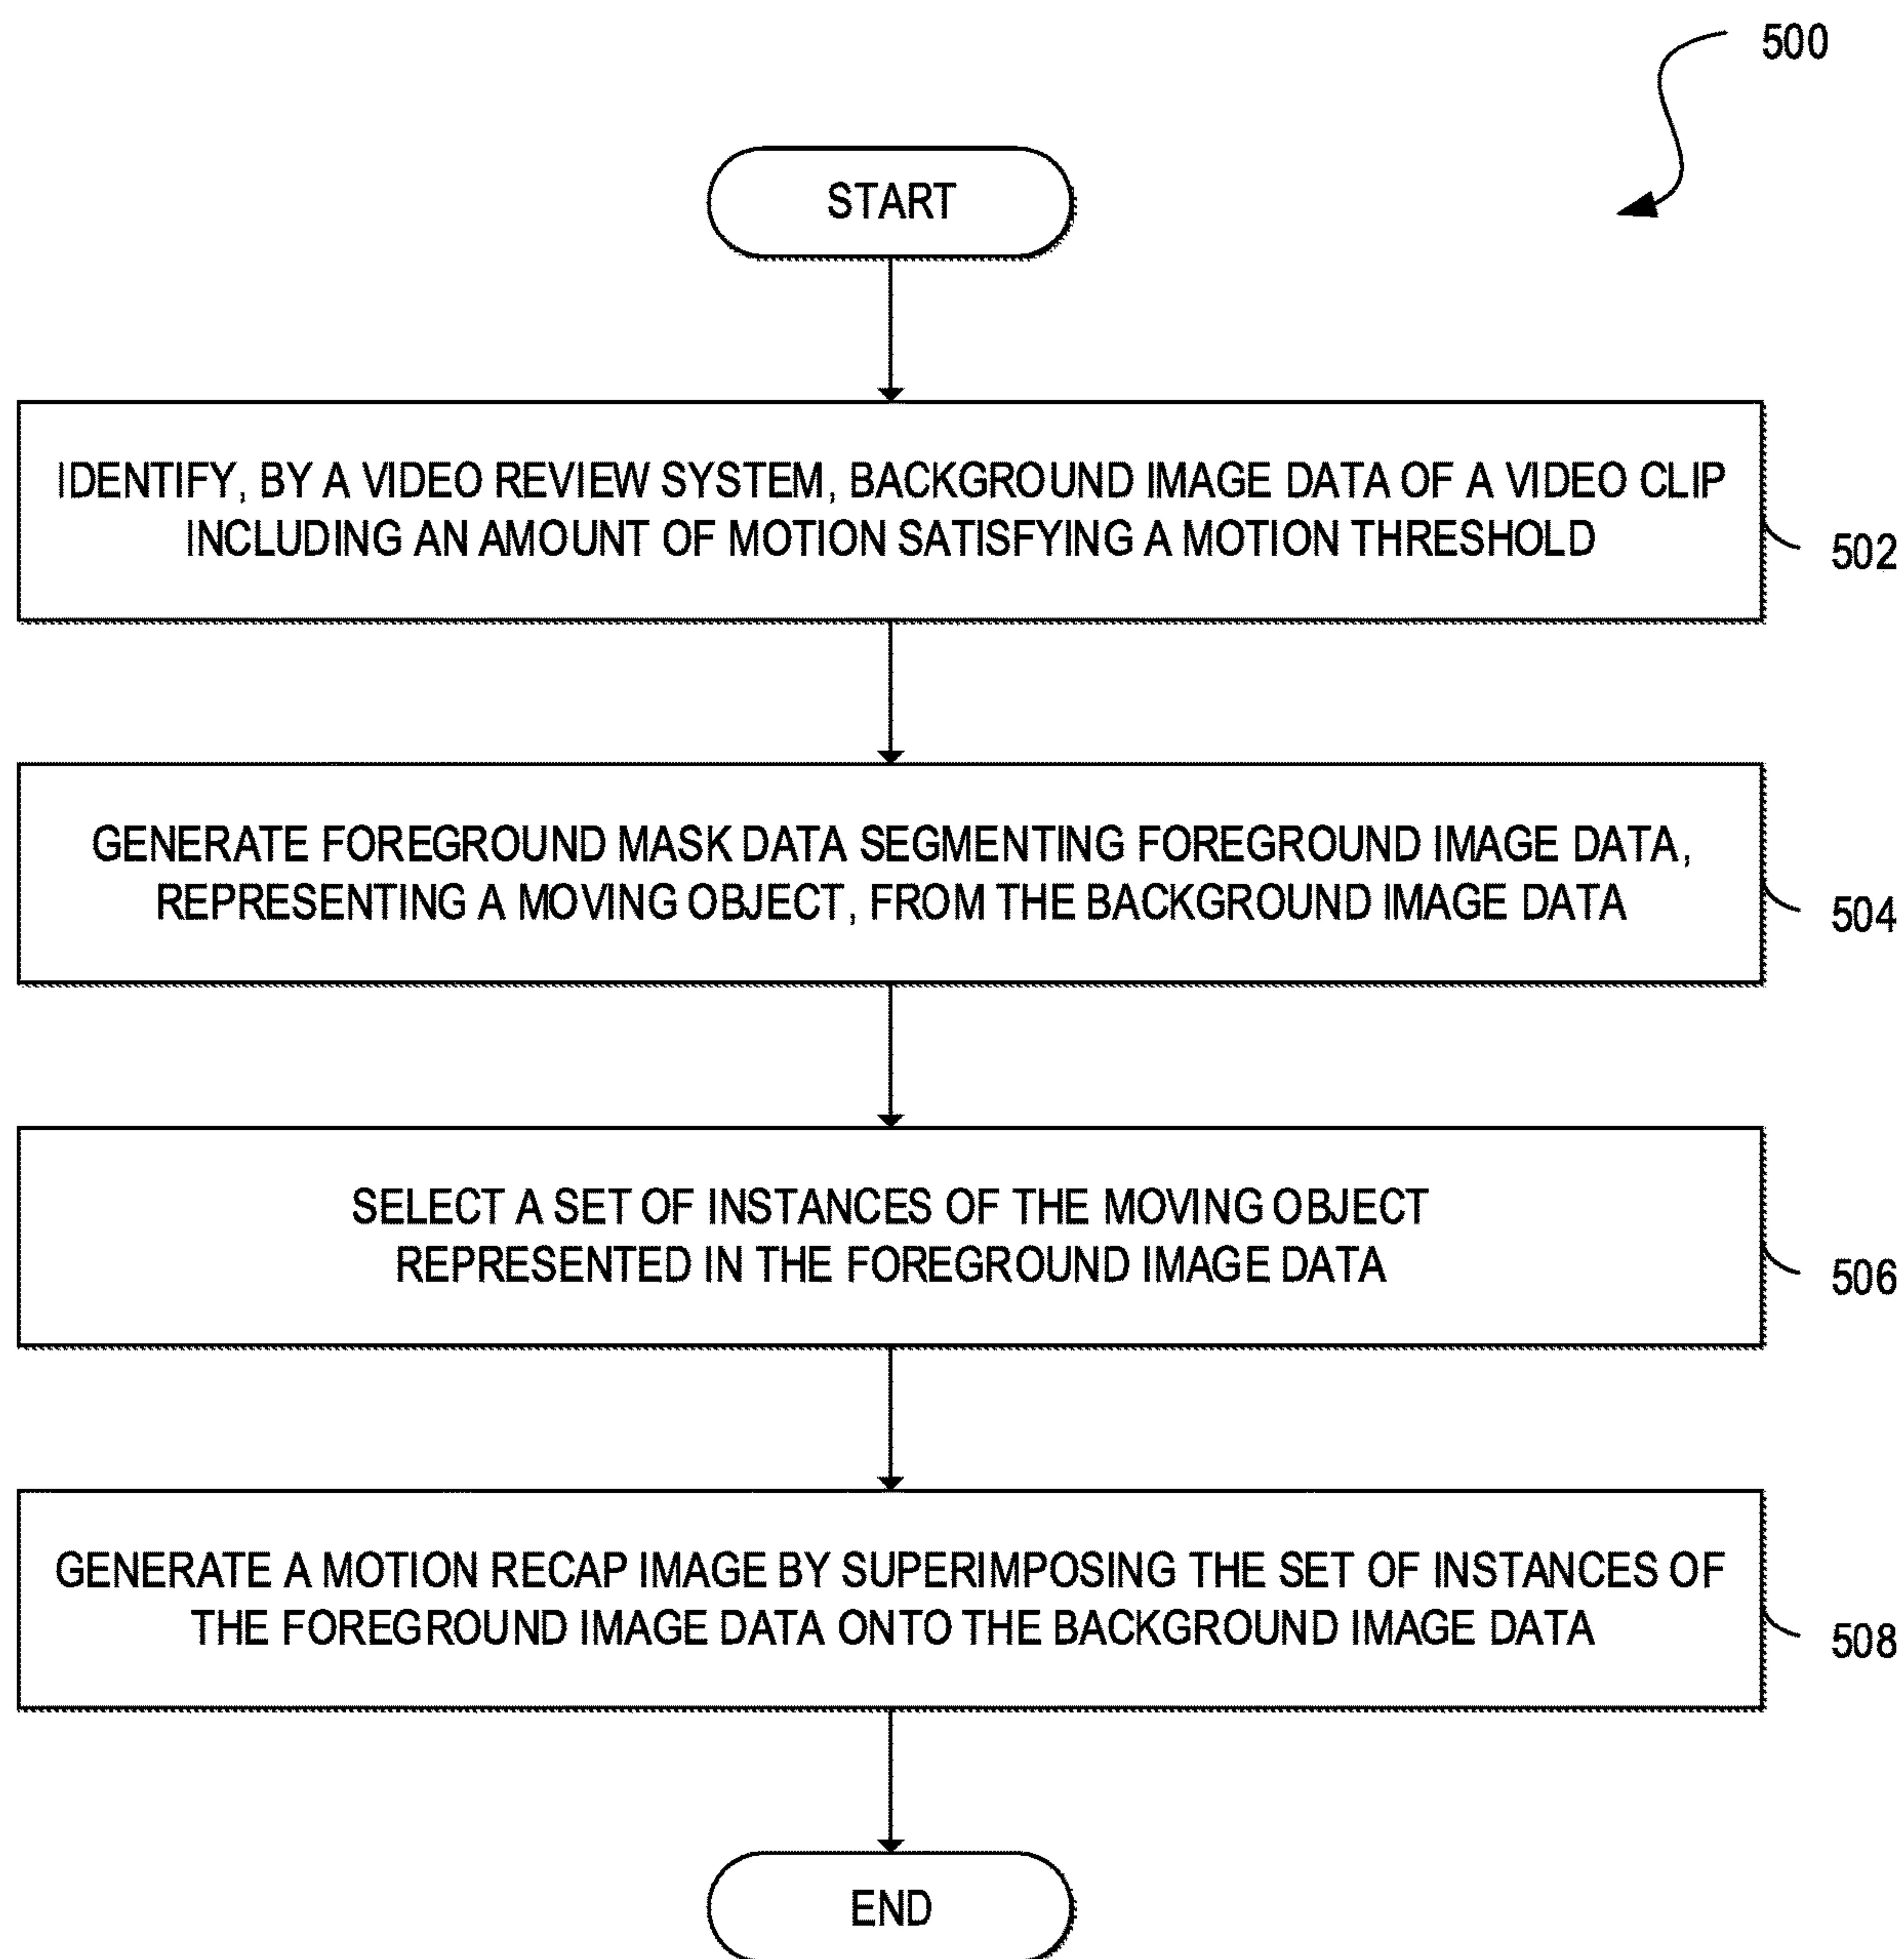 500
START
IDENTIFY, BY A VIDEO REVIEW SYSTEM, BACKGROUND IMAGE DATA OF A VIDEO CLIP
INCLUDING AN AMOUNT OF MOTION SATISFYING A MOTION THRESHOLD
502
GENERATE FOREGROUND MASK DATA SEGMENTING FOREGROUND IMAGE DATA,
REPRESENTING A MOVING OBJECT, FROM THE BACKGROUND IMAGE DATA
504
SELECT A SET OF INSTANCES OF THE MOVING OBJECT
REPRESENTED IN THE FOREGROUND IMAGE DATA
506
GENERATE A MOTION RECAP IMAGE BY SUPERIMPOSING THE SET OF INSTANCES OF
THE FOREGROUND IMAGE DATA ONTO THE BACKGROUND IMAGE DATA
508
END